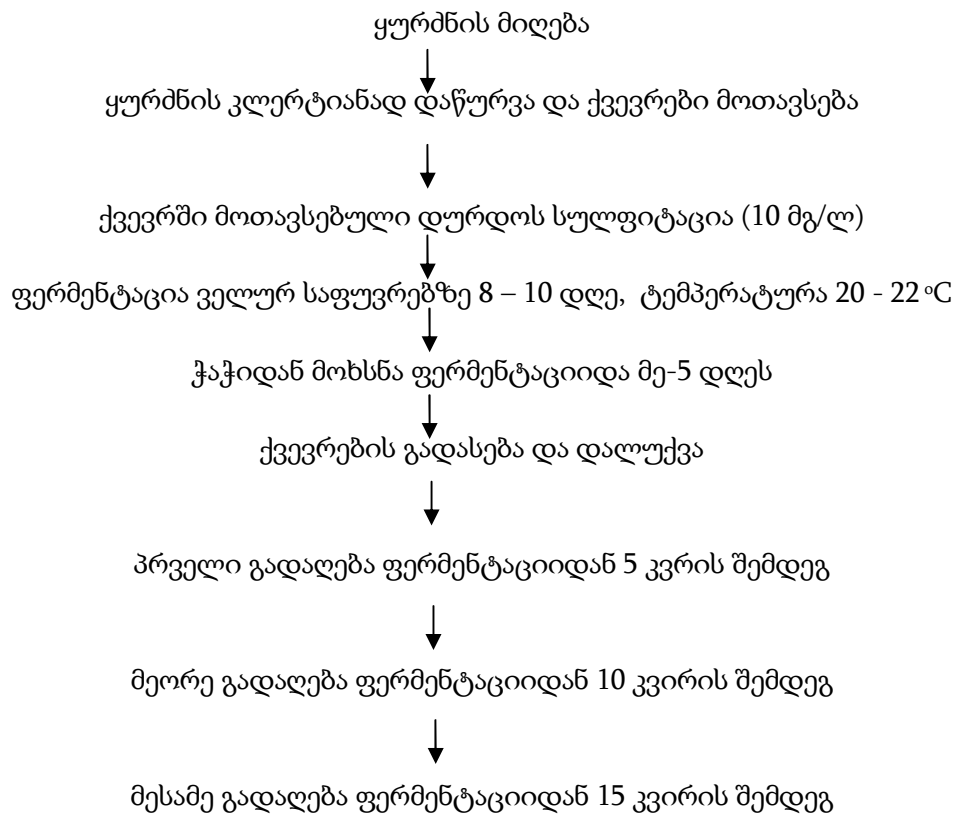 ყურძნის მიღება
ყურძნის კლერტიანად დაწურვა და ქვევრები მოთავსება
ქვევრში მოთავსებული დურდოს სულფიტაცია (10 მგ/ლ)
ფერმენტაცია ველურ საფუვრებზე 8 – 10 დღე, ტემპერატურა 20 - 22 ºC
ჭაჭიდან მოხსნა ფერმენტაციიდა მე-5 დღეს
ქვევრების გადასება და დალუქვა
პრველი გადაღება ფერმენტაციიდან 5 კვრის შემდეგ
მეორე გადაღება ფერმენტაციიდან 10 კვირის შემდეგ
მესამე გადაღება ფერმენტაციიდან 15 კვირის შემდეგ